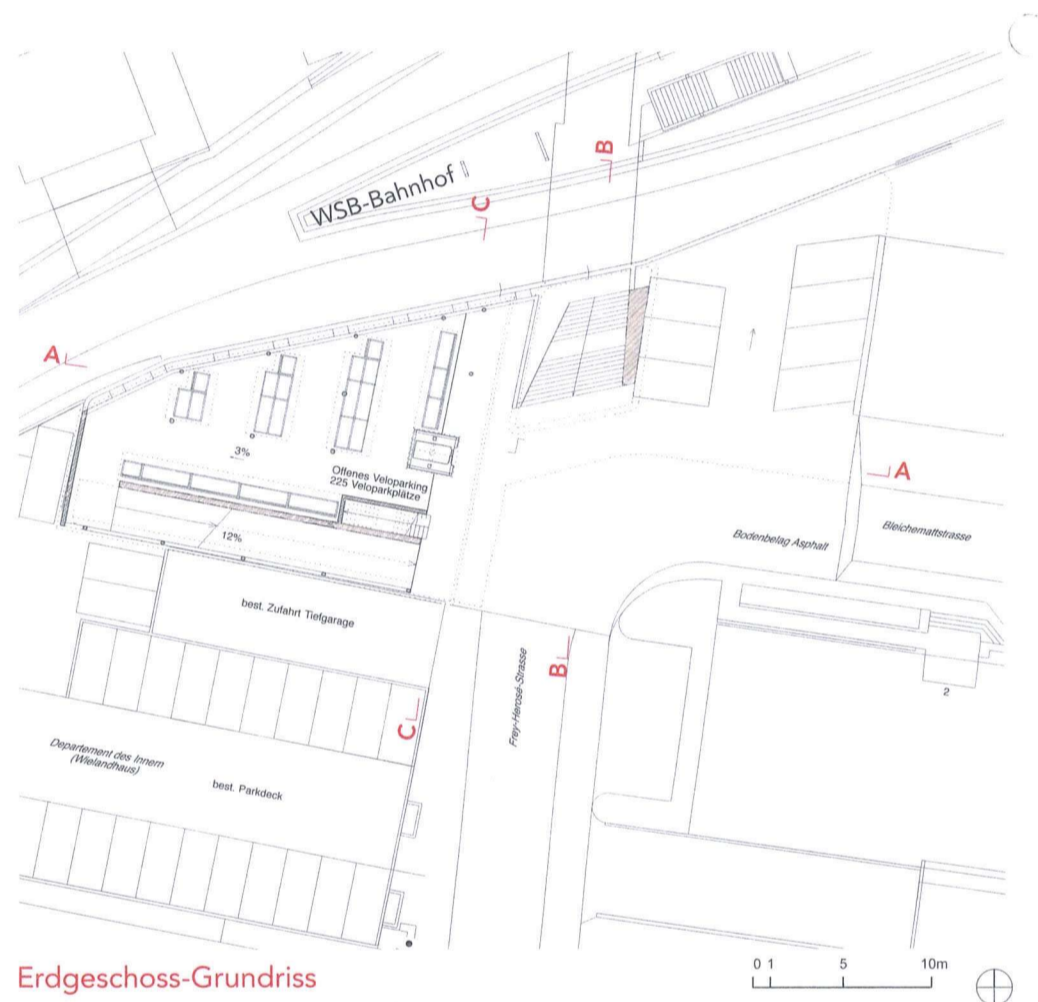 B
WSB-Bahnhof
C
A
3%
Offenes Veloparking
225 Veloparkplätze
A
12%
Bodenbelag Asphalt
Bleichemattstrasse
best. Zufahrt Tiefgarage
Frey-Herosé-Strasse
B
2
C
Departement des Innern
(Wielandhaus)
best. Parkdeck
Erdgeschoss-Grundriss
0 1 5 10m